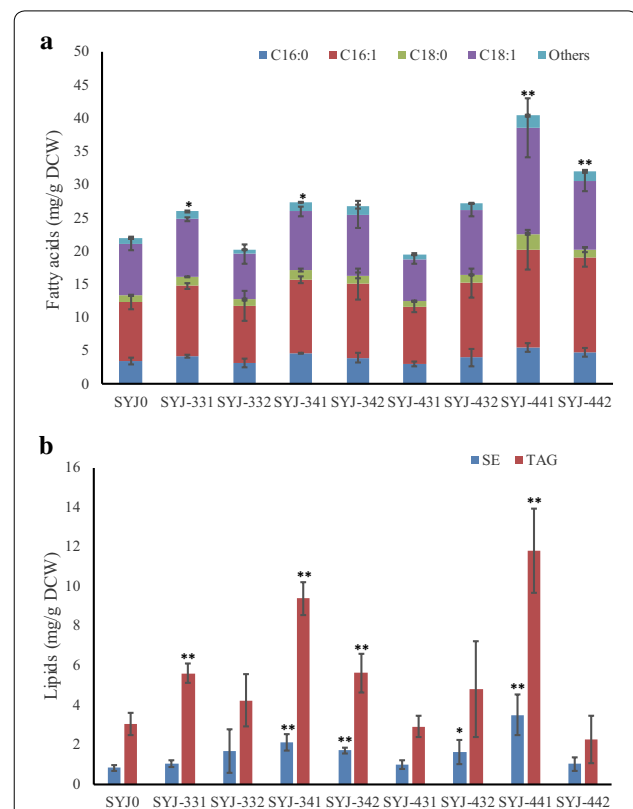 a
50
C16:0 C16:1 C18:0 C18:1 Others
45
40
35
30
25
20
15
10
5
0
Fatty acids (mg/g DCW)
* * ** **
SYJ0 SYJ-331 SYJ-332 SYJ-341 SYJ-342 SYJ-431 SYJ-432 SYJ-441 SYJ-442
b
16
SE TAG
14
12
10
8
6
4
2
0
Lipids (mg/g DCW)
** ** ** ** ** * ** **
SYJ0 SYJ-331 SYJ-332 SYJ-341 SYJ-342 SYJ-431 SYJ-432 SYJ-441 SYJ-442